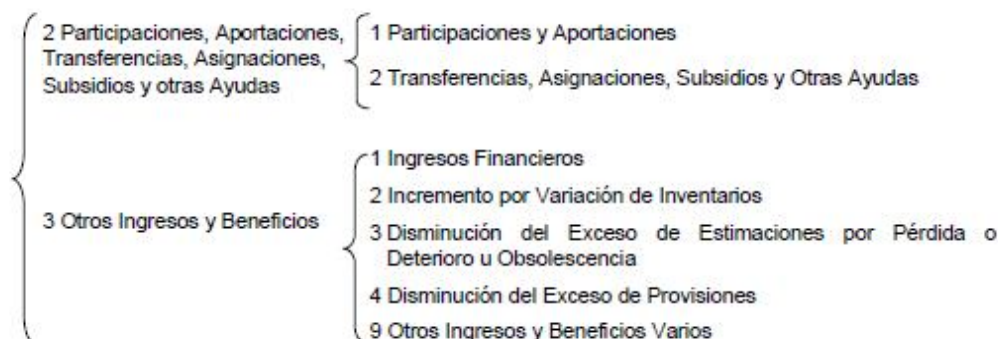 2 Participaciones, Aportaciones,
Transferencias, Asignaciones,
Subsidios y otras Ayudas
1 Participaciones y Aportaciones
2 Transferencias, Asignaciones, Subsidios y Otras Ayudas
3 Otros Ingresos y Beneficios
1 Ingresos Financieros
2 Incremento por Variación de Inventarios
3 Disminución del Exceso de Estimaciones por Pérdida o
Deterioro u Obsolescencia
4 Disminución del Exceso de Provisiones
9 Otros Ingresos y Beneficios Varios